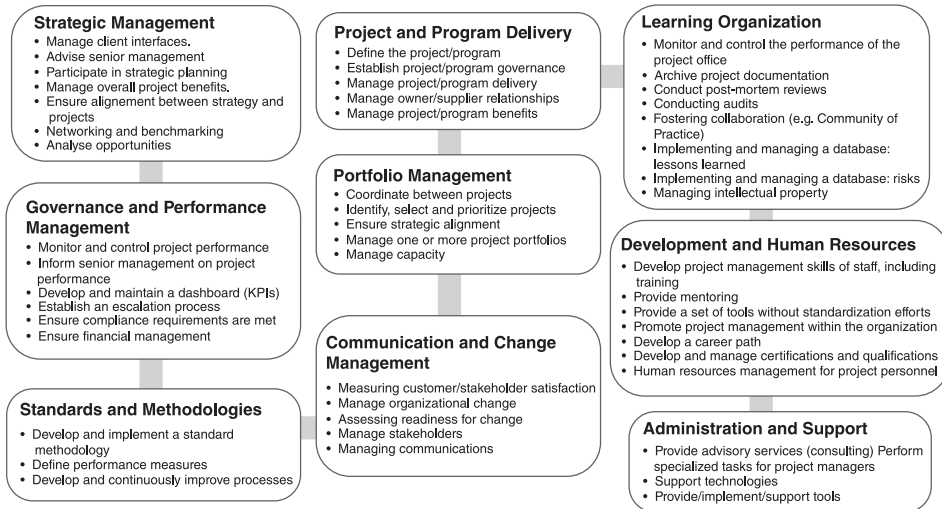 Strategic Management
• Manage client interfaces.
• Advise senior management
• Participate in strategic planning
• Manage overall project benefits.
• Ensure alignement between strategy and
projects
• Networking and benchmarking
• Analyse opportunities
Governance and Performance
Management
• Monitor and control project performance
• Inform senior management on project
performance
• Develop and maintain a dashboard (KPIs)
• Establish an escalation process
• Ensure compliance requirements are met
• Ensure financial management
Standards and Methodologies
• Develop and implement a standard
methodology
• Define performance measures
• Develop and continuously improve processes
Project and Program Delivery
• Define the project/program
• Establish project/program governance
• Manage project/program delivery
• Manage owner/supplier relationships
• Manage project/program benefits
Portfolio Management
• Coordinate between projects
• Identify, select and prioritize projects
• Ensure strategic alignment
• Manage one or more project portfolios
• Manage capacity
Communication and Change
Management
• Measuring customer/stakeholder satisfaction
• Manage organizational change
• Assessing readiness for change
• Manage stakeholders
• Managing communications
Learning Organization
• Monitor and control the performance of the
project office
• Archive project documentation
• Conduct post-mortem reviews
• Conducting audits
• Fostering collaboration (e.g. Community of
Practice)
• Implementing and managing a database:
lessons learned
• Implementing and managing a database: risks
• Managing intellectual property
Development and Human Resources
• Develop project management skills of staff, including
training
• Provide mentoring
• Provide a set of tools without standardization efforts
• Promote project management within the organization
• Develop a career path
• Develop and manage certifications and qualifications
• Human resources management for project personnel
Administration and Support
• Provide advisory services (consulting) Perform
specialized tasks for project managers
• Support technologies
• Provide/implement/support tools